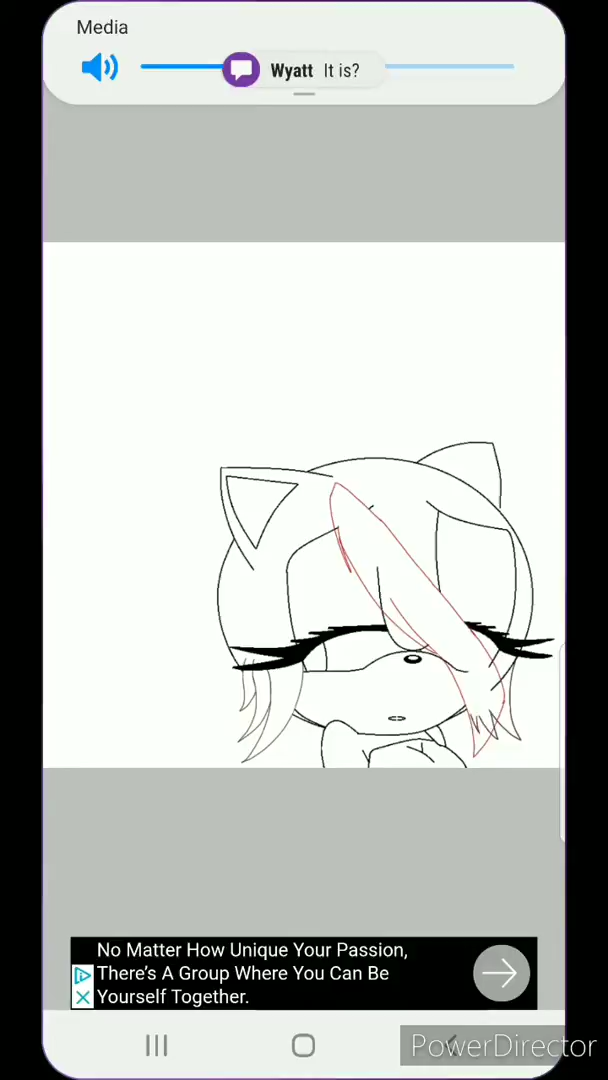 Media
Wyatt It is?
No Matter How Unique Your Passion,
There's A Group Where You Can Be
Yourself Together.
PowerDirector